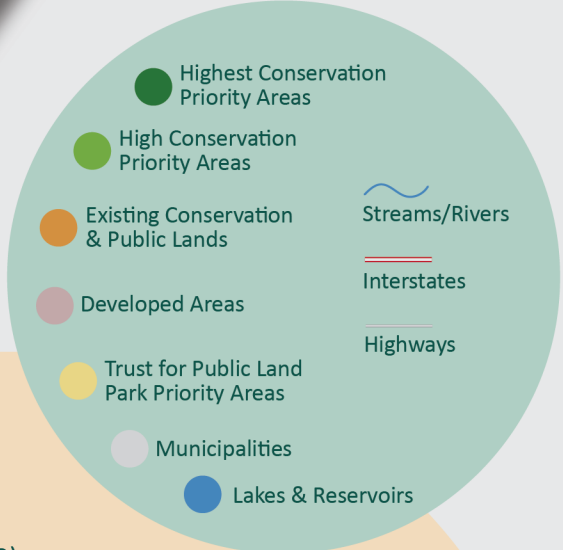 Highest Conservation
Priority Areas
High Conservation
Priority Areas
Existing Conservation
& Public Lands
Developed Areas
Trust for Public Land
Park Priority Areas
Municipalities
Lakes & Reservoirs
Streams/Rivers
Interstates
Highways